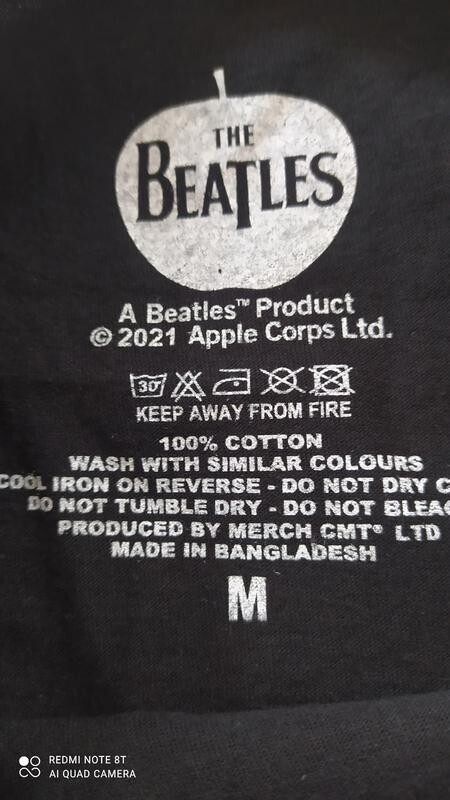 THE
BEATLES
A Beatles™ Product
© 2021 Apple Corps Ltd.
30°
KEEP AWAY FROM FIRE
100% COTTON
WASH WITH SIMILAR COLOURS
COOL IRON ON REVERSE - DO NOT DRY C
DO NOT TUMBLE DRY - DO NOT BLEAC
PRODUCED BY MERCH CMT® LTD
MADE IN BANGLADESH
M
REDMI NOTE 8T
AI QUAD CAMERA